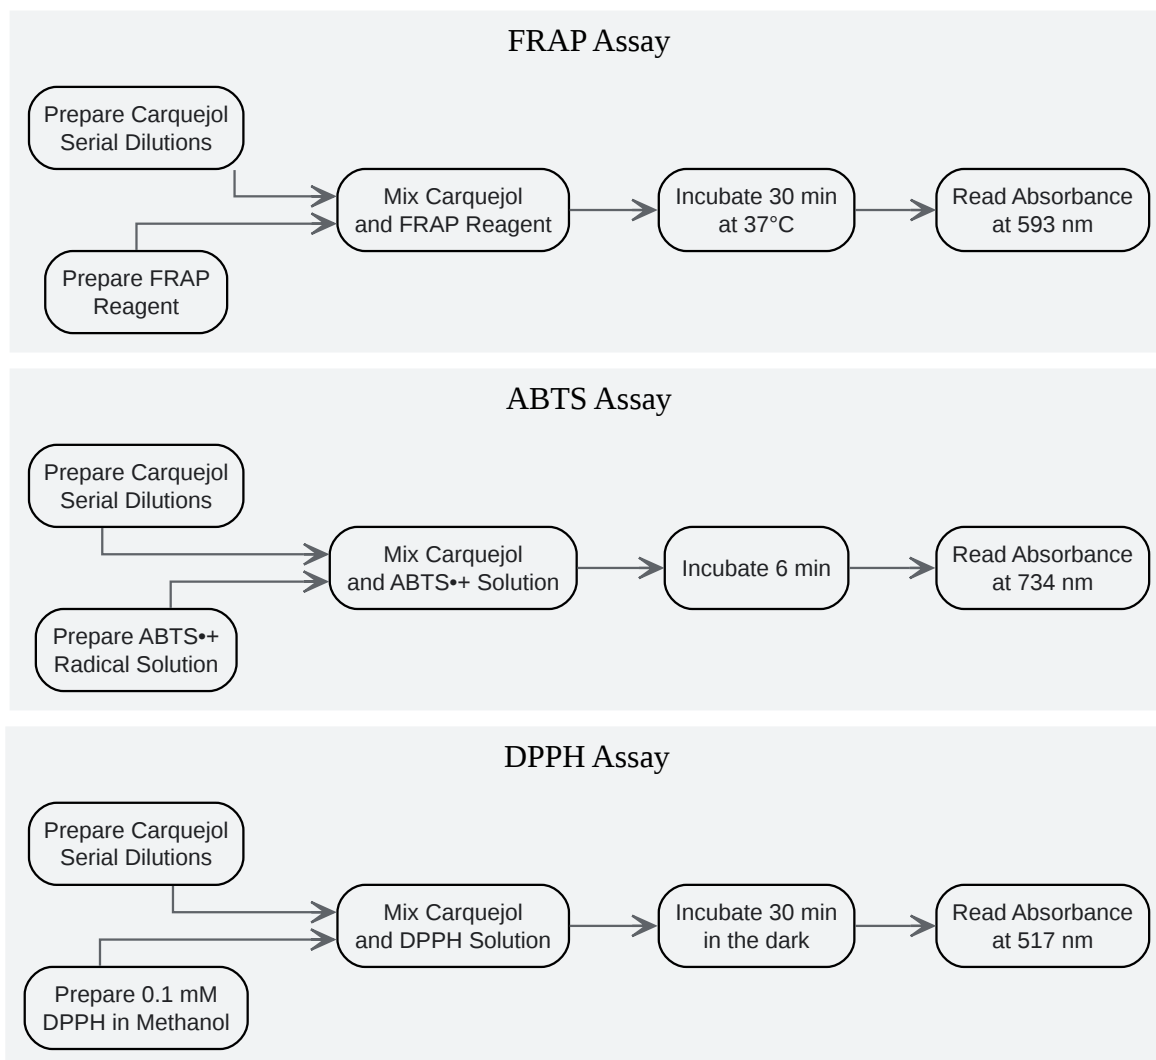 FRAP Assay
Prepare Carquejol
Serial Dilutions
Prepare FRAP
Reagent
Mix Carquejol
and FRAP Reagent
Incubate 30 min
at 37°C
Read Absorbance
at 593 nm
ABTS Assay
Prepare Carquejol
Serial Dilutions
Prepare ABTS•+
Radical Solution
Mix Carquejol
and ABTS•+ Solution
Incubate 6 min
Read Absorbance
at 734 nm
DPPH Assay
Prepare Carquejol
Serial Dilutions
Prepare 0.1 mM
DPPH in Methanol
Mix Carquejol
and DPPH Solution
Incubate 30 min
in the dark
Read Absorbance
at 517 nm